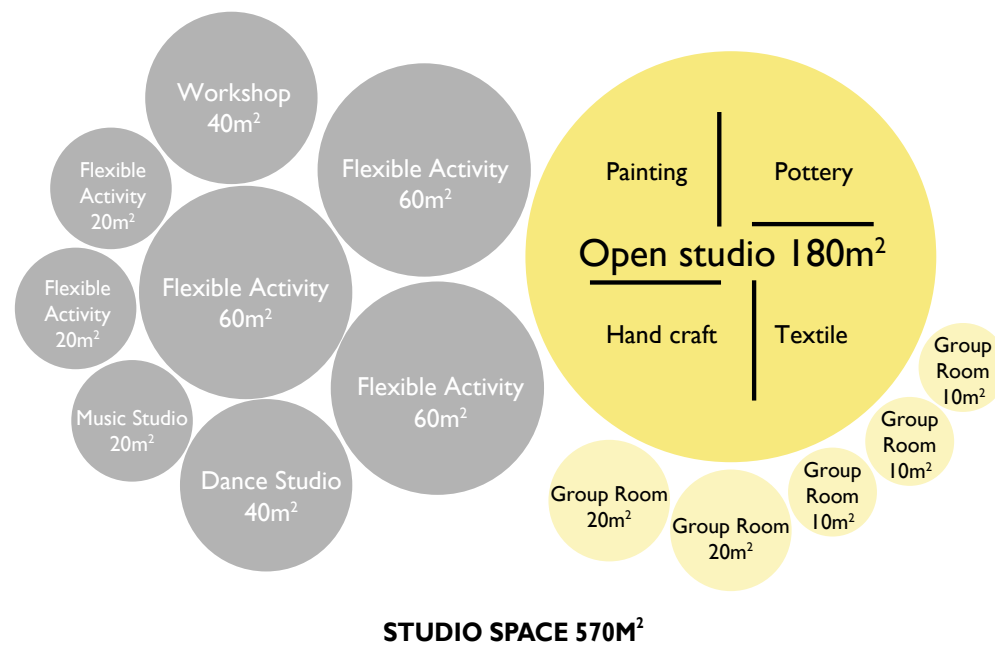 Workshop
40m²
Flexible
Activity
20m²
Flexible Activity
60m²
Flexible Activity
60m²
Flexible
Activity
20m²
Music Studio
20m²
Flexible Activity
60m²
Dance Studio
40m²
Painting
Pottery
Open studio 180m²
Hand craft
Textile
Group
Room
10m²
Group
Room
10m²
Group
Room
10m²
Group Room
20m²
Group Room
20m²
STUDIO SPACE 570M²